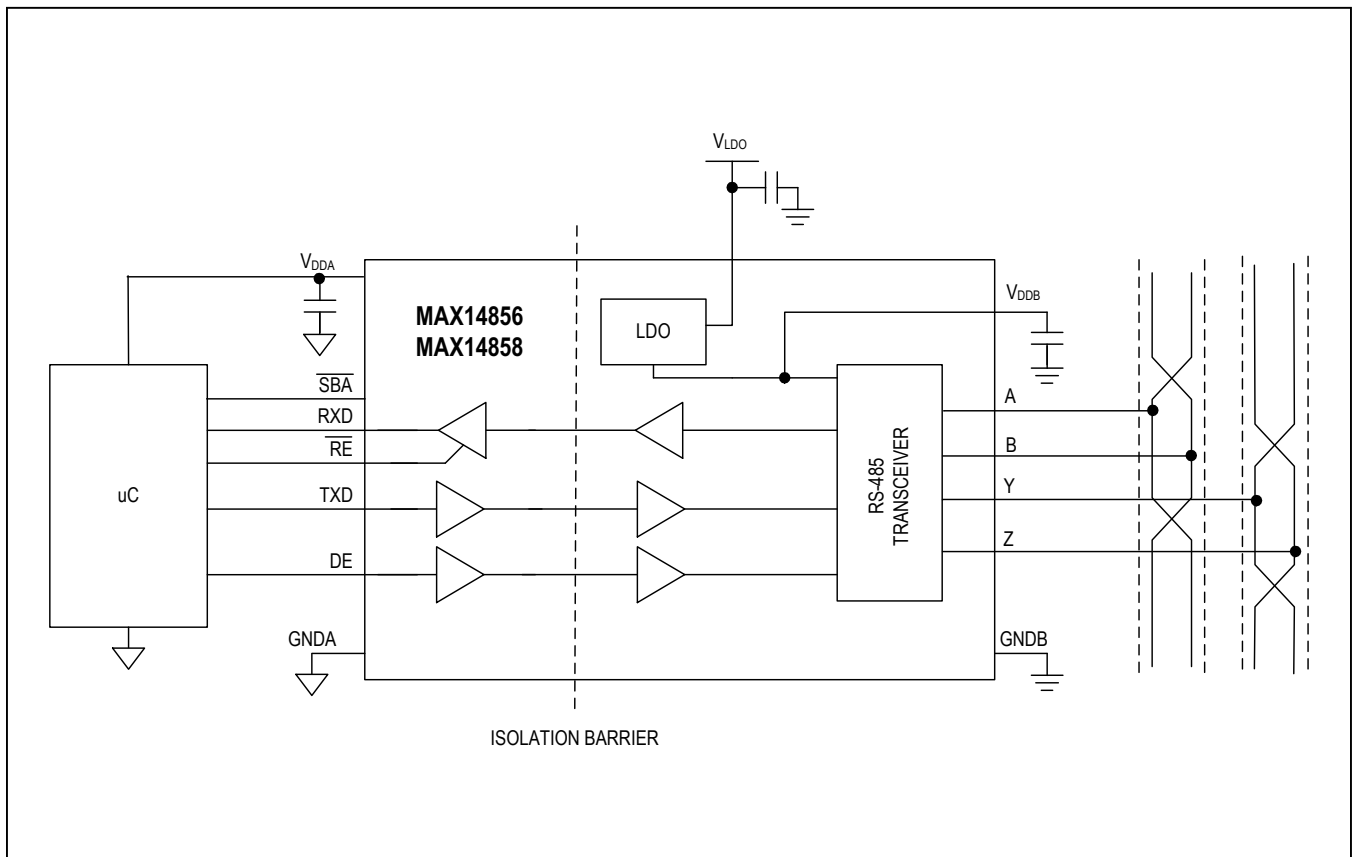 VLDO
VDDA
VDDB
MAX14856
MAX14858
LDO
SBA
RXD
RE
TXD
DE
uC
RS-485
TRANSCEIVER
A
B
Y
Z
GNDA
GNDB
ISOLATION BARRIER